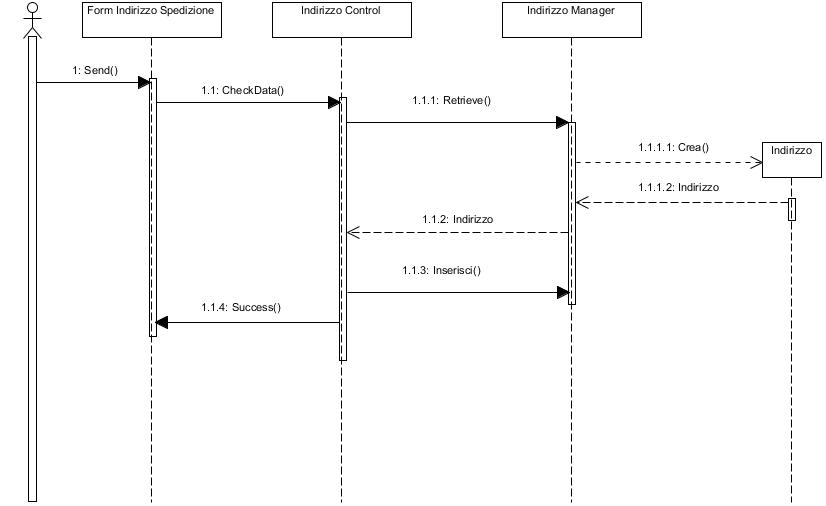 Form Indirizzo Spedizione
Indirizzo Control
Indirizzo Manager
1: Send()
1.1: CheckData()
1.1.1: Retrieve()
1.1.1.1: Crea()
Indirizzo
1.1.1.2: Indirizzo
1.1.2: Indirizzo
1.1.3: Inserisci()
1.1.4: Success()